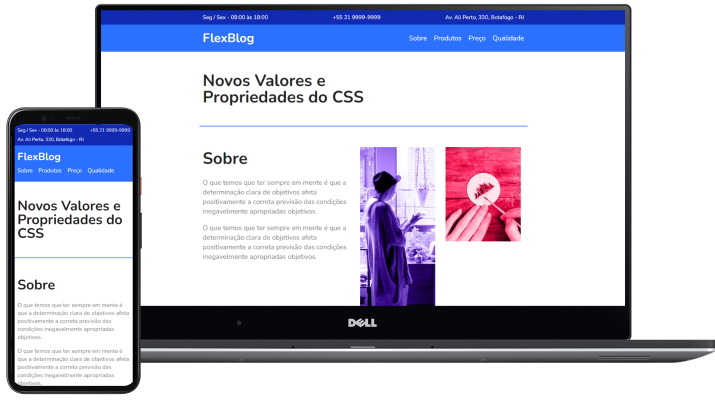 Seg / Sex - 08:00 às 18:00 +55 21 9999-9999 Av. Ali Perto, 330, Botafogo - RJ
FlexBlog Sobre Produtos Preço Qualidade
Novos Valores e
Propriedades do CSS
Sobre
O que temos que ter sempre em mente é que a
determinação clara de objetivos afeta
positivamente a correta previsão das condições
inegavelmente apropriadas objetivos.
O que temos que ter sempre em mente é que a
determinação clara de objetivos afeta
positivamente a correta previsão das condições
inegavelmente apropriadas objetivos.
DELL
Seg / Sex - 08:00 às 18:00 +55 21 9999-9999
Av. Ali Perto, 330, Botafogo - RJ
FlexBlog
Sobre Produtos Preço Qualidade
Novos Valores e
Propriedades do
CSS
Sobre
O que temos que ter sempre em mente é
que a determinação clara de objetivos afeta
positivamente a correta previsão das
condições inegavelmente apropriadas
objetivos.
O que temos que ter sempre em mente é
que a determinação clara de objetivos afeta
positivamente a correta previsão das
condições inegavelmente apropriadas
objetivos.